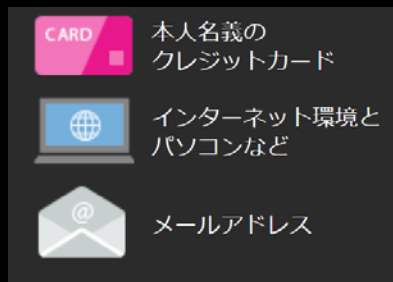 CARD
本人名義の
クレジットカード
インターネット環境と
パソコンなど
@
メールアドレス